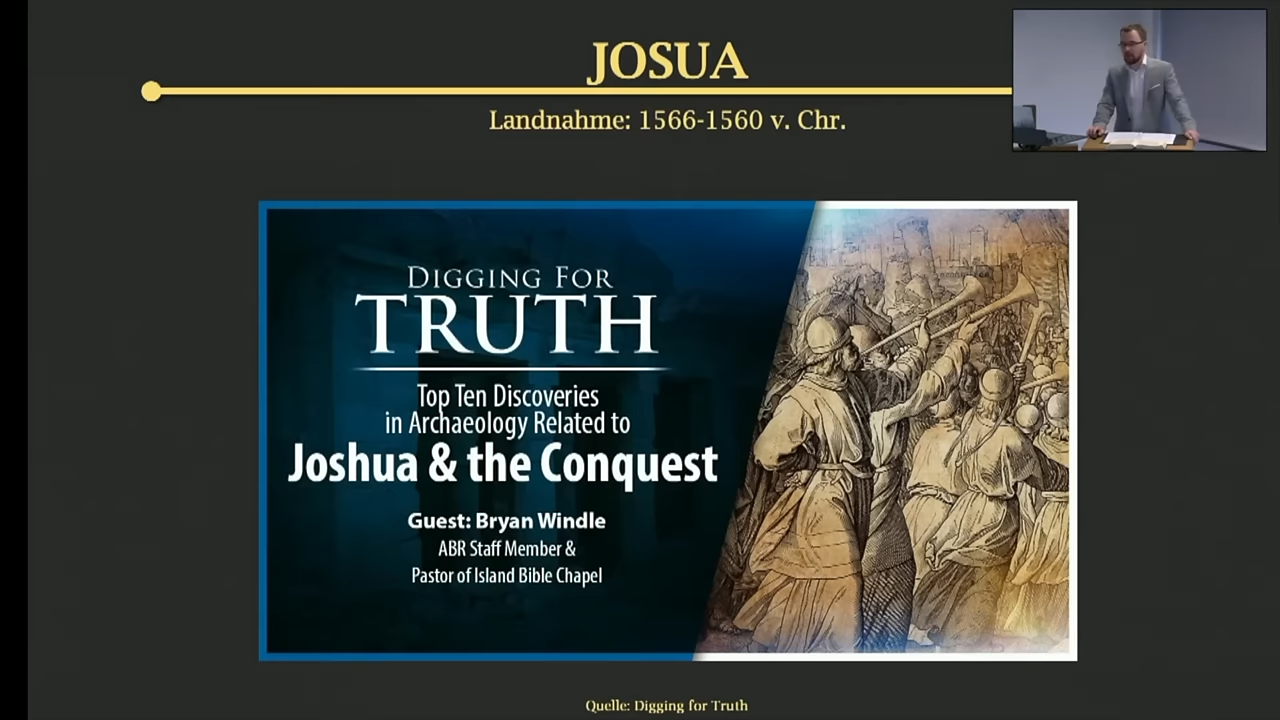 JOSUA
Landnahme: 1566-1560 v. Chr.
DIGGING FOR
TRUTH
Top Ten Discoveries
in Archaeology Related to
Joshua & the Conquest
Guest: Bryan Windle
ABR Staff Member &
Pastor of Island Bible Chapel
Quelle: Digging for Truth